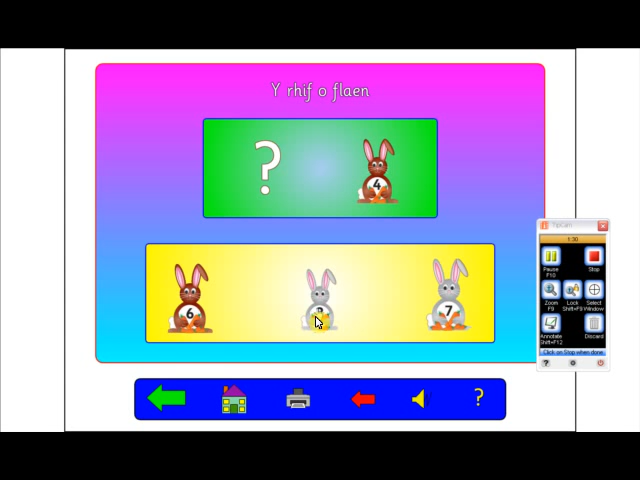 Y rhif o flaen
?
4
6
7
?
TipCam
1:30
Pause
F10
Stop
Zoom
F9
Lock
Shift+F9
Select
Window
Annotate
Shift+F12
Discard
Click on Stop when done
?